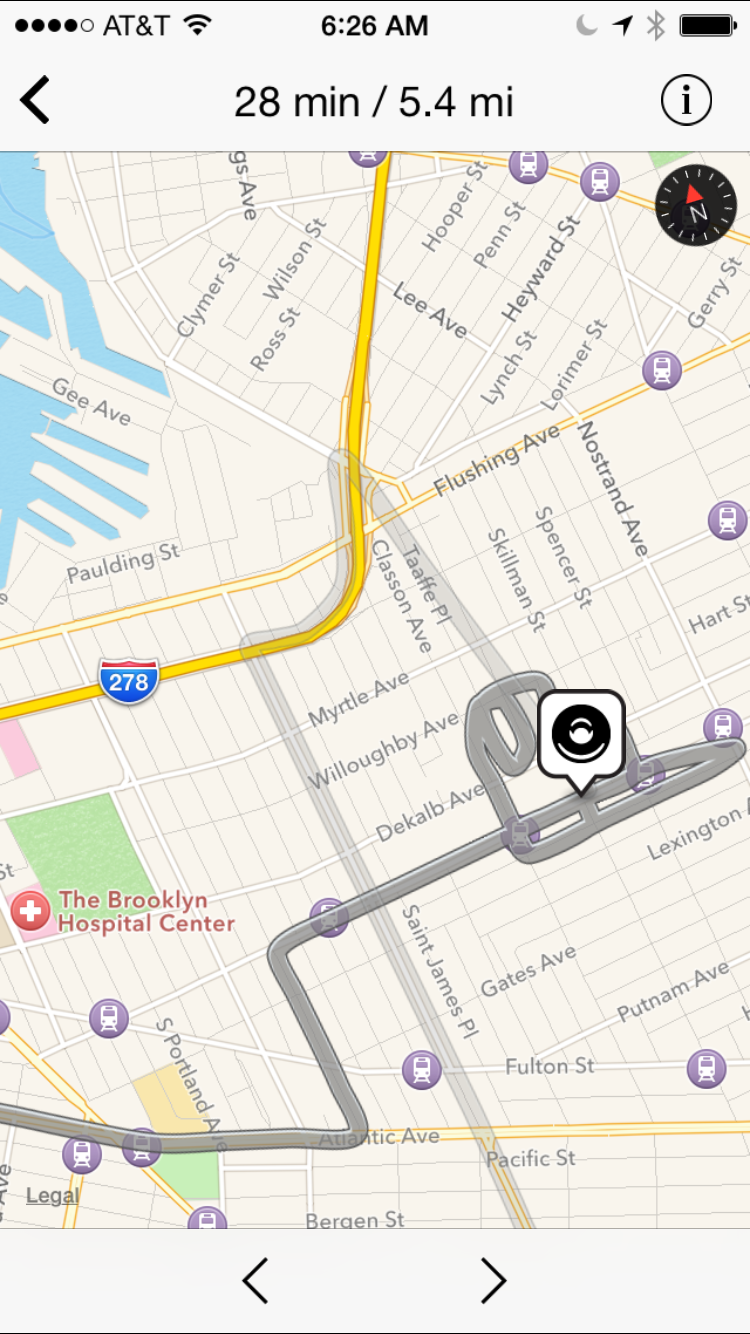 AT&T 6:26 AM
28 min / 5.4 mi
i
gs Ave
Hooper St
Penn St
Heyward St
N
Clymer St
Wilson St
Ross St
Lee Ave
Lynch St
Lorimer St
Gerry St
Gee Ave
Flushing Ave
Nostrand Ave
Paulding St
Classon Ave
Taaffe Pl
Skillman St
Spencer St
Hart St
278
Myrtle Ave
Willoughby Ave
Dekalb Ave
Lexington
St
The Brooklyn
Hospital Center
Saint James Pl
Gates Ave
Putnam Ave
S Portland Ave
Fulton St
Atlantic Ave
Pacific St
Ave
Legal
Bergen St